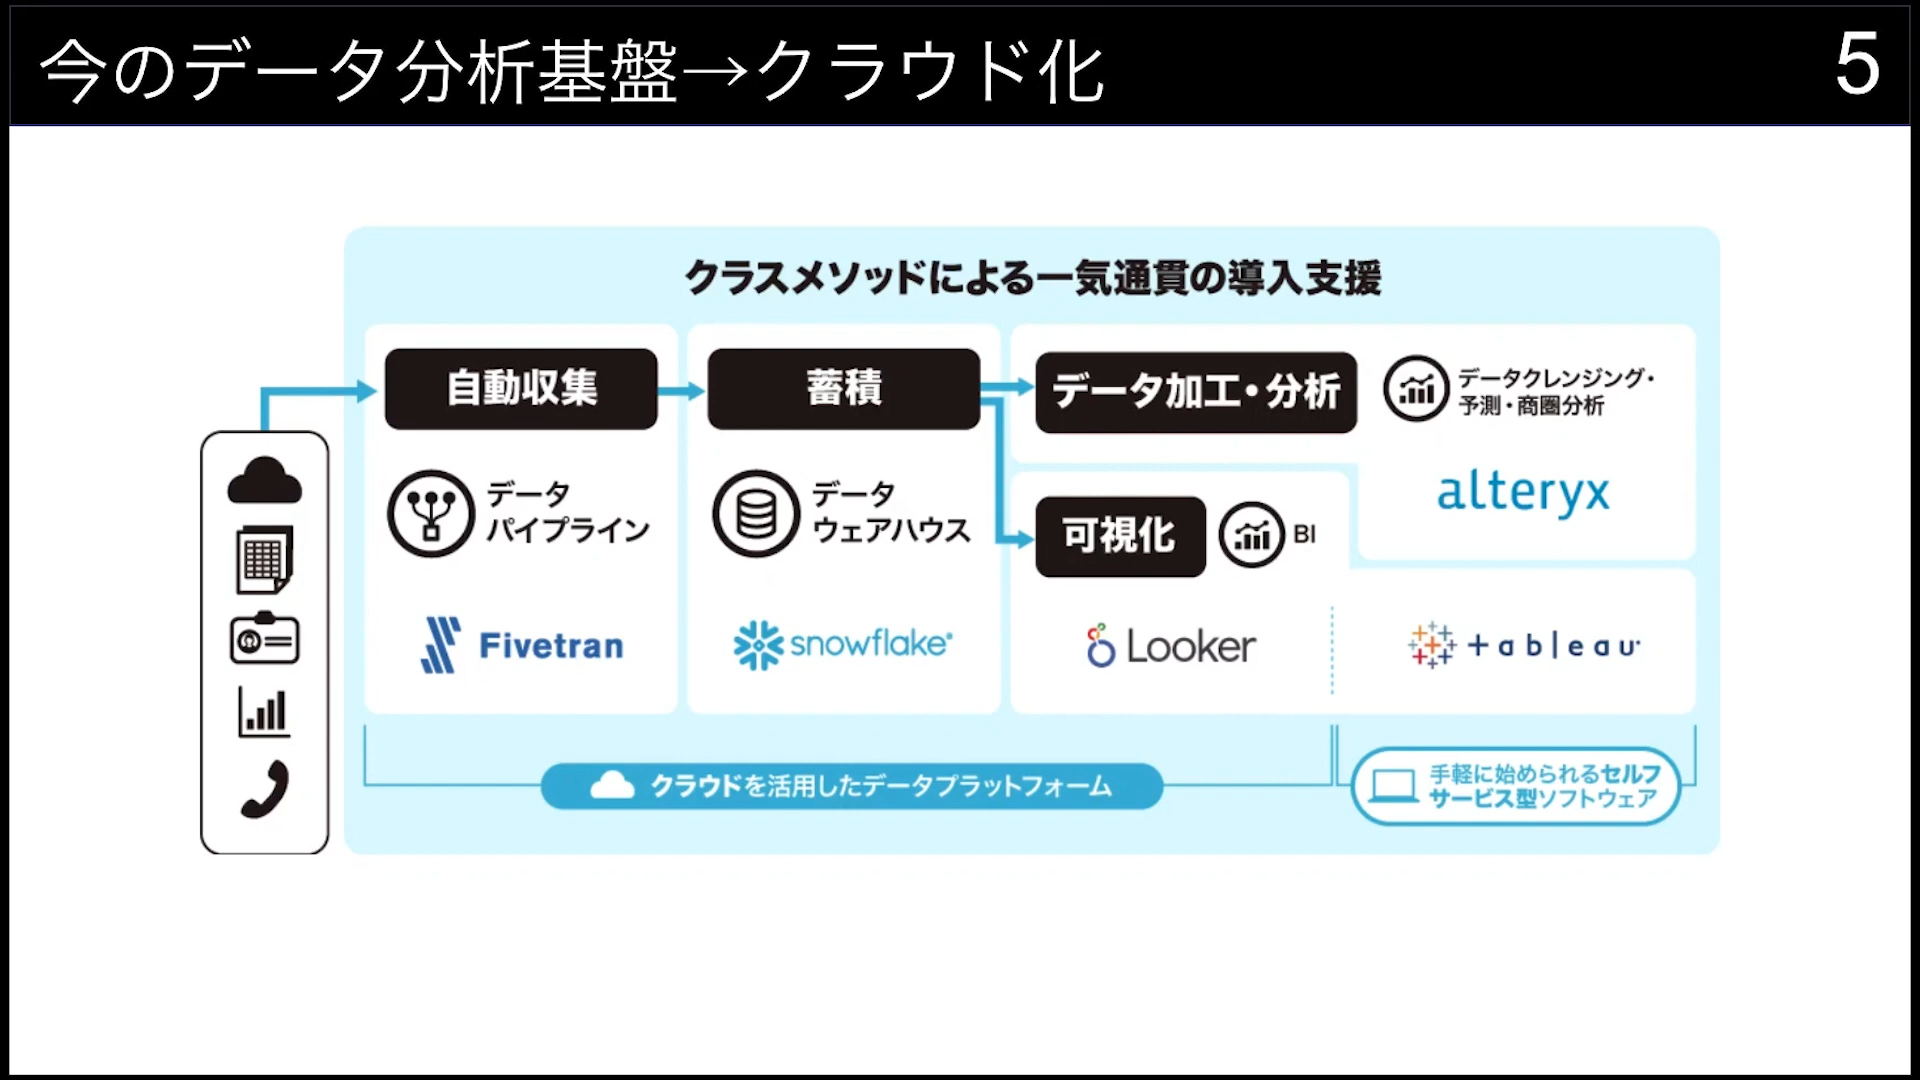 今のデータ分析基盤→クラウド化
5
クラスメソッドによる一気通貫の導入支援
自動収集
データ
パイプライン
Fivetran
蓄積
データ
ウェアハウス
snowflake®
データ加工・分析
データクレンジング・
予測・商圏分析
alteryx
可視化
BI
Looker
+ableau
クラウドを活用したデータプラットフォーム
手軽に始められるセルフ
サービス型ソフトウェア